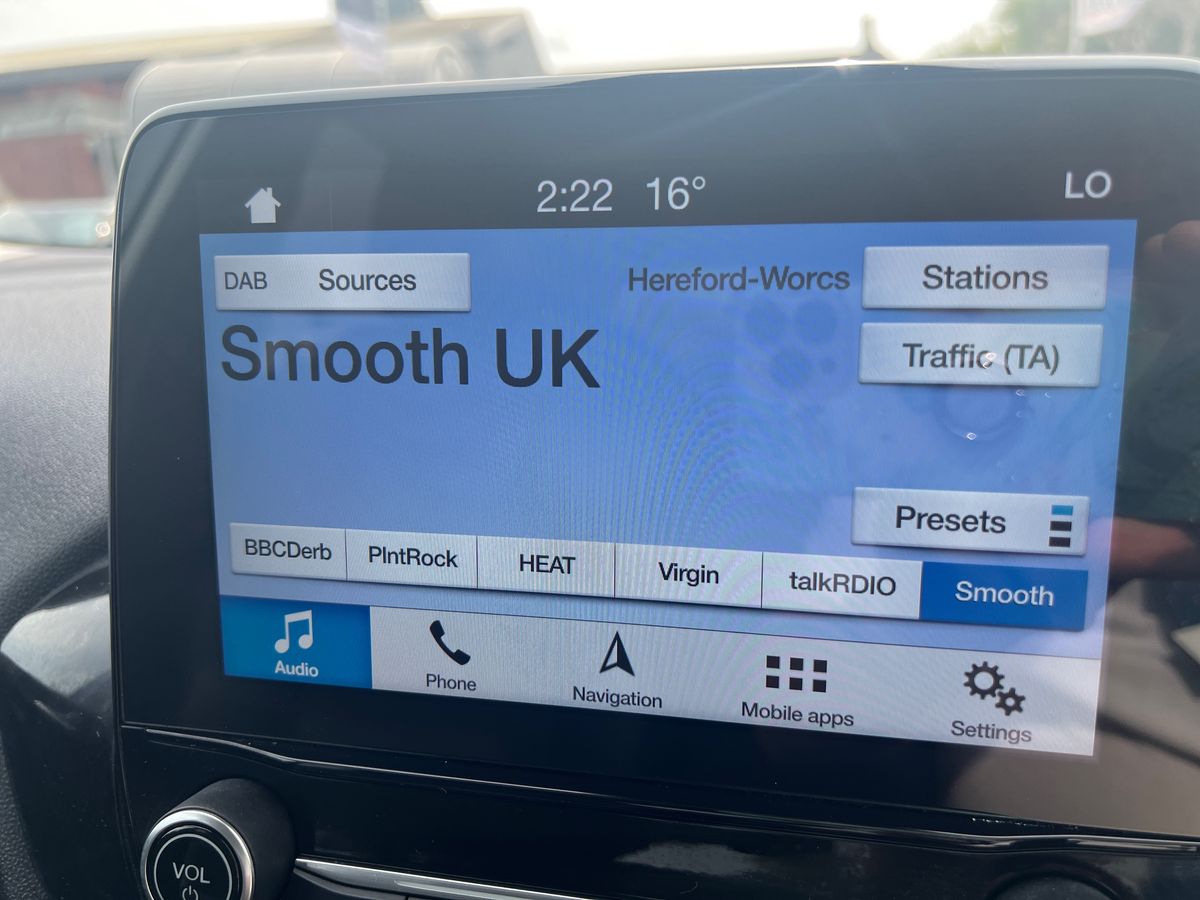 2:22 16° LO
DAB Sources Hereford-Worcs Stations
Smooth UK
Traffic (TA)
Presets
BBCDerb PlntRock HEAT Virgin talkRDIO Smooth
Audio Phone Navigation Mobile apps Settings
VOL